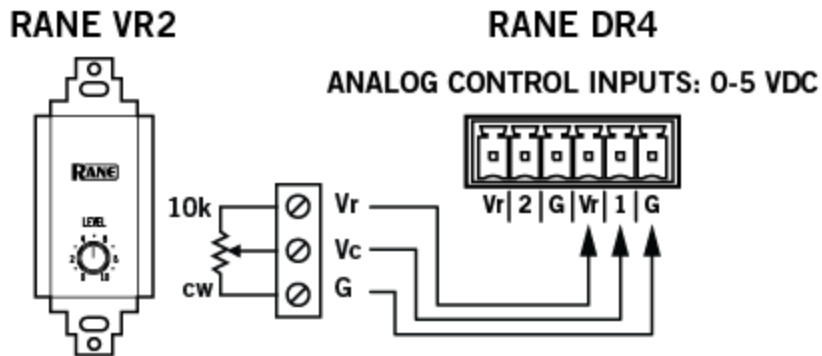 RANE VR2
RANE DR4
ANALOG CONTROL INPUTS: 0-5 VDC
RANE
LEVEL
10k
cw
Vr
Vc
G
Vr 2 G Vr 1 G